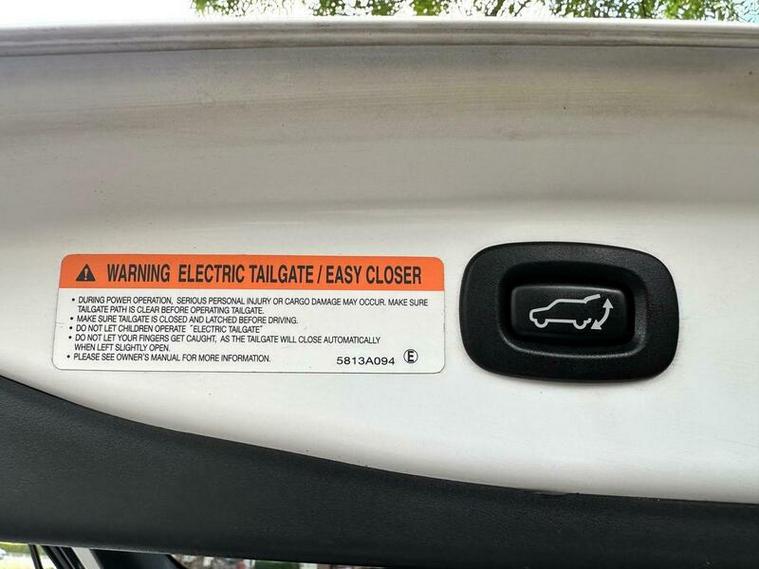 WARNING ELECTRIC TAILGATE / EASY CLOSER
• DURING POWER OPERATION, SERIOUS PERSONAL INJURY OR CARGO DAMAGE MAY OCCUR. MAKE SURE
TAILGATE PATH IS CLEAR BEFORE OPERATING TAILGATE.
• MAKE SURE TAILGATE IS CLOSED AND LATCHED BEFORE DRIVING.
• DO NOT LET CHILDREN OPERATE "ELECTRIC TAILGATE"
• DO NOT LET YOUR FINGERS GET CAUGHT, AS THE TAILGATE WILL CLOSE AUTOMATICALLY
WHEN LEFT SLIGHTLY OPEN.
• PLEASE SEE OWNER'S MANUAL FOR MORE INFORMATION.
5813A094 Ⓔ